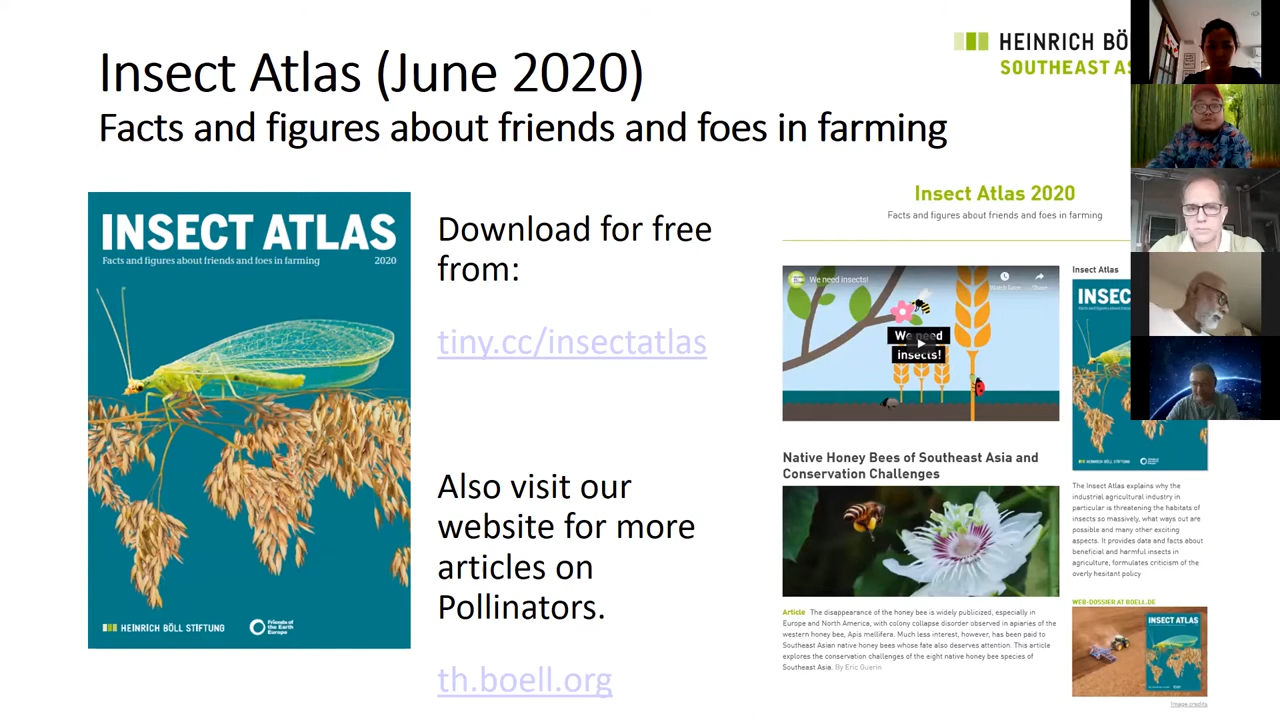 Insect Atlas (June 2020)
Facts and figures about friends and foes in farming
HEINRICH BÖ
SOUTHEAST AS
INSECT ATLAS
Facts and figures about friends and foes in farming 2020
HEINRICH BÖLL STIFTUNG
Friends of
the Earth
Europe
Download for free
from:
tiny.cc/insectatlas
Also visit our
website for more
articles on
Pollinators.
th.boell.org
Insect Atlas 2020
Facts and figures about friends and foes in farming
We need insects!
Watch later
Share
We need
insects!
Native Honey Bees of Southeast Asia and
Conservation Challenges
Article The disappearance of the honey bee is widely publicized, especially in
Europe and North America, with colony collapse disorder observed in apiaries of the
western honey bee, Apis mellifera. Much less interest, however, has been paid to
Southeast Asian native honey bees whose fate also deserves attention. This article
explores the conservation challenges of the eight native honey bee species of
Southeast Asia. By Eric Guerin
Insect Atlas
INSEC
The Insect Atlas explains why the
industrial agricultural industry in
particular is threatening the habitats of
insects so massively, what ways out are
possible and many other exciting
aspects. It provides data and facts about
beneficial and harmful insects in
agriculture, formulates criticism of the
overly hesitant policy
WEB-DOSSIER AT BOELL.DE
INSECT ATLAS
Image credits